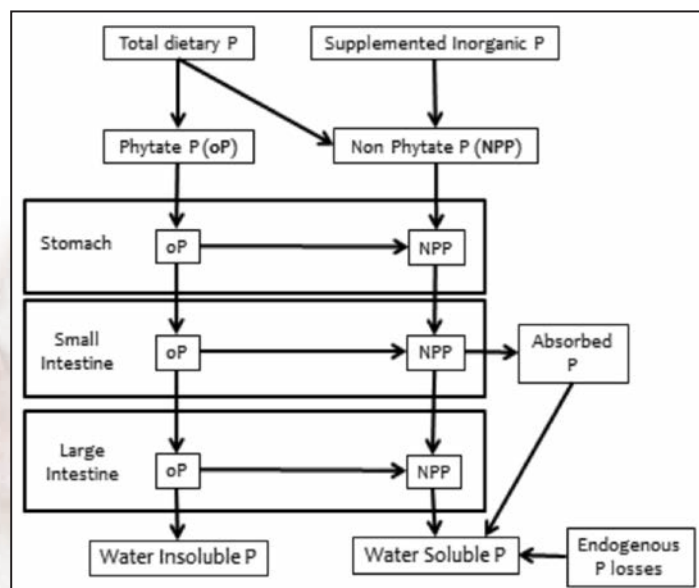 Total dietary P
Supplemented Inorganic P
Phytate P (oP)
Non Phytate P (NPP)
Stomach
oP
NPP
Small
Intestine
oP
NPP
Absorbed
P
Large
Intestine
oP
NPP
Water Insoluble P
Water Soluble P
Endogenous
P losses